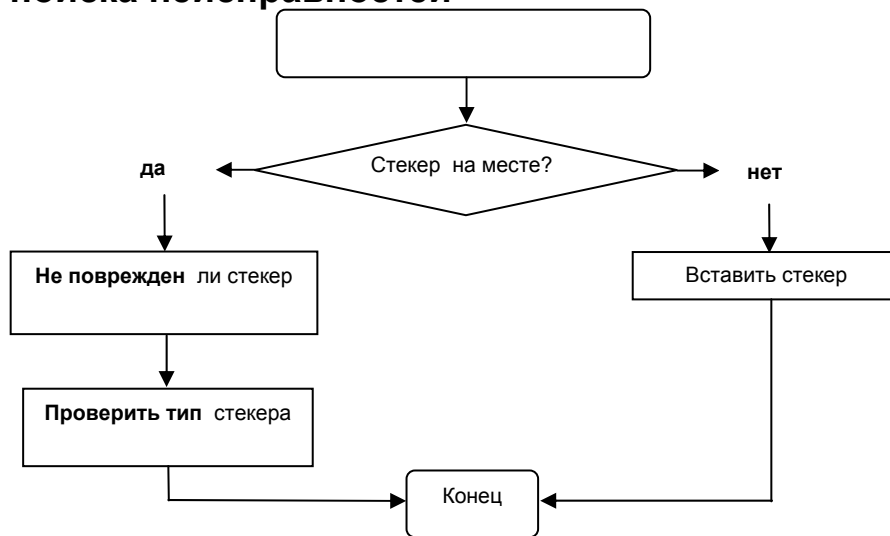 поиска неисправностей
Стекер на месте?
да
нет
Не поврежден ли стекер
Вставить стекер
Проверить тип стекера
Конец